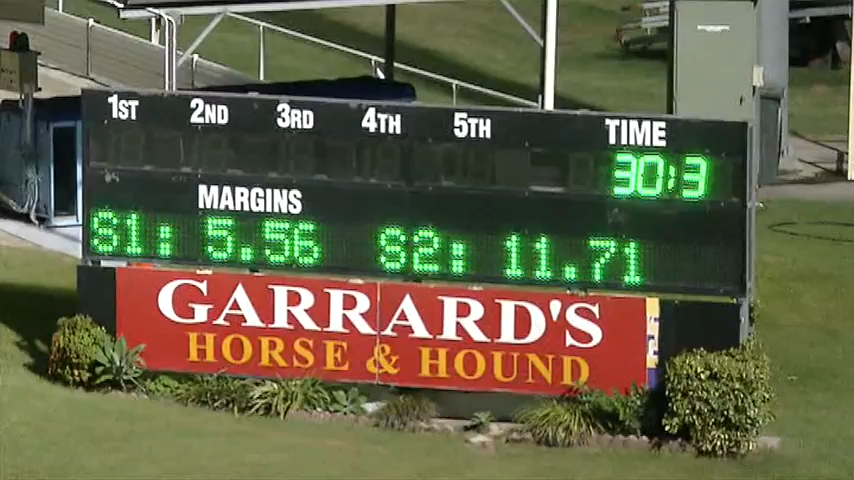 1ST 2ND 3RD 4TH 5TH TIME
30:3
MARGINS
S1: 5.56 S2: 11.71
GARRARD'S
HORSE & HOUND